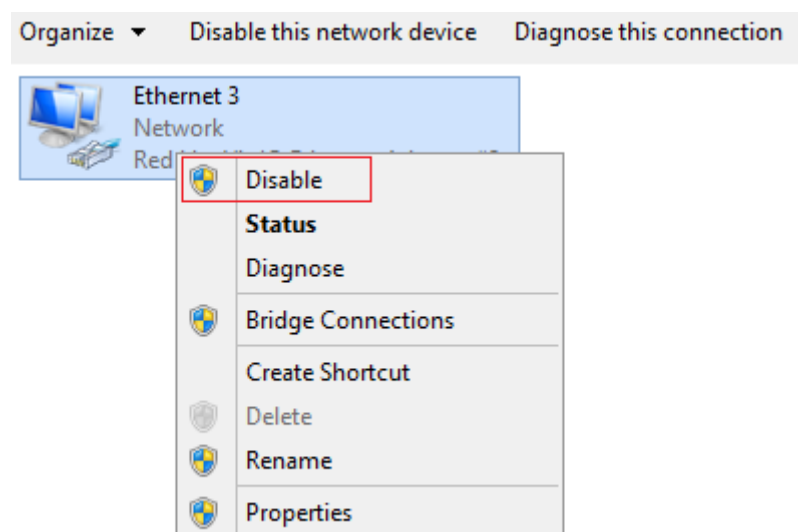 Organize Disable this network device Diagnose this connection
Ethernet 3
Network
Red
Disable
Status
Diagnose
Bridge Connections
Create Shortcut
Delete
Rename
Properties